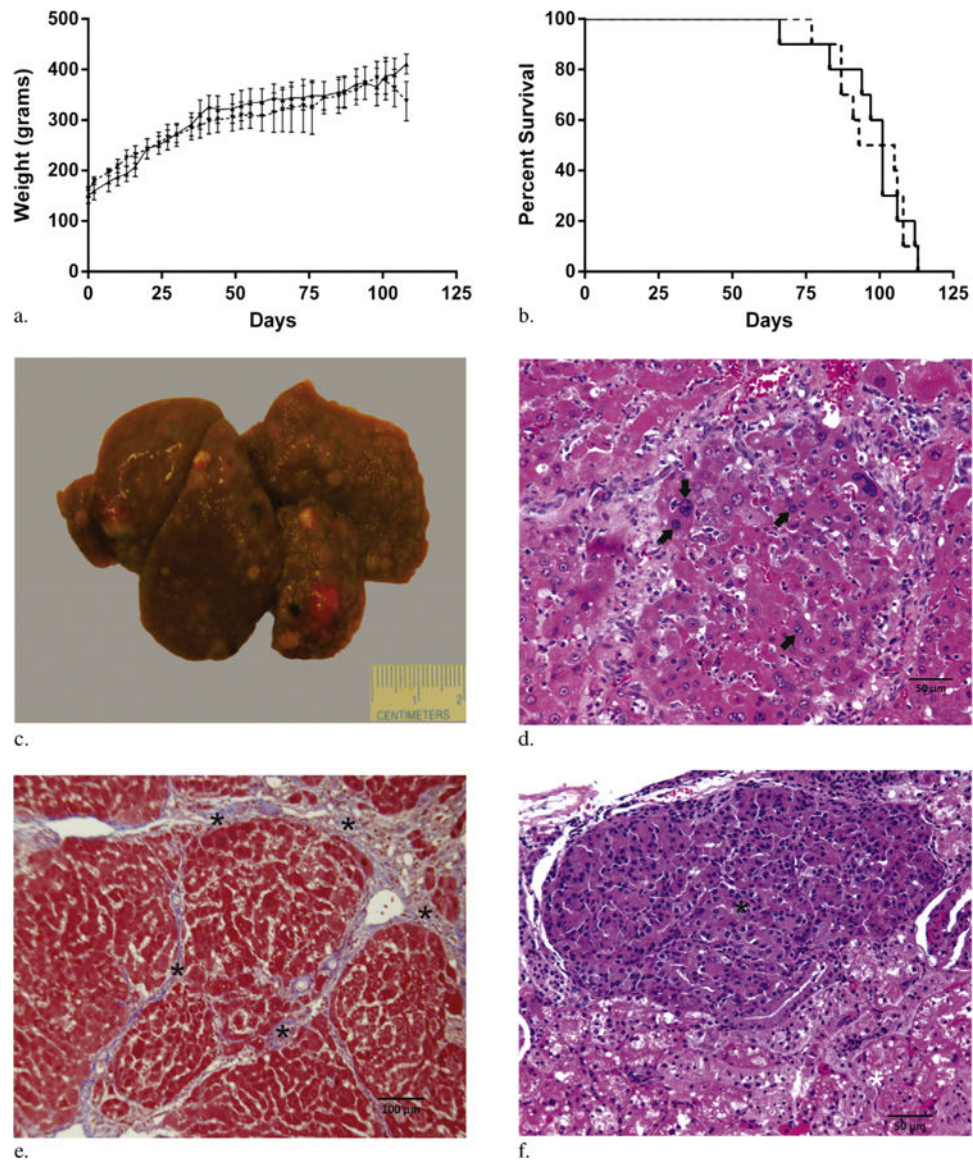 500
400
300
200
100
0
Weight (grams)
0 25 50 75 100 125
Days
a.
100
80
60
40
20
0
Percent Survival
0 25 50 75 100 125
Days
b.
1 2
CENTIMETERS
c.
50 µm
d.
* * * * *
100 µm
e.
* *
50 µm
f.